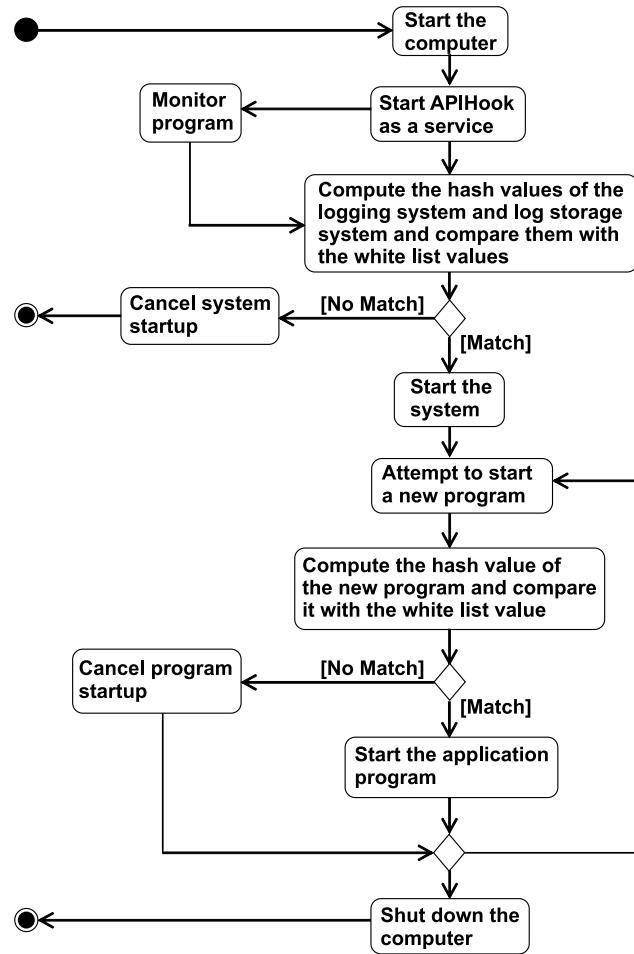 Start the
computer
Monitor
program
Start APIHook
as a service
Compute the hash values of the
logging system and log storage
system and compare them with
the white list values
Cancel system
startup
[No Match]
[Match]
Start the
system
Attempt to start
a new program
Compute the hash value of
the new program and compare
it with the white list value
Cancel program
startup
[No Match]
[Match]
Start the application
program
Shut down the
computer